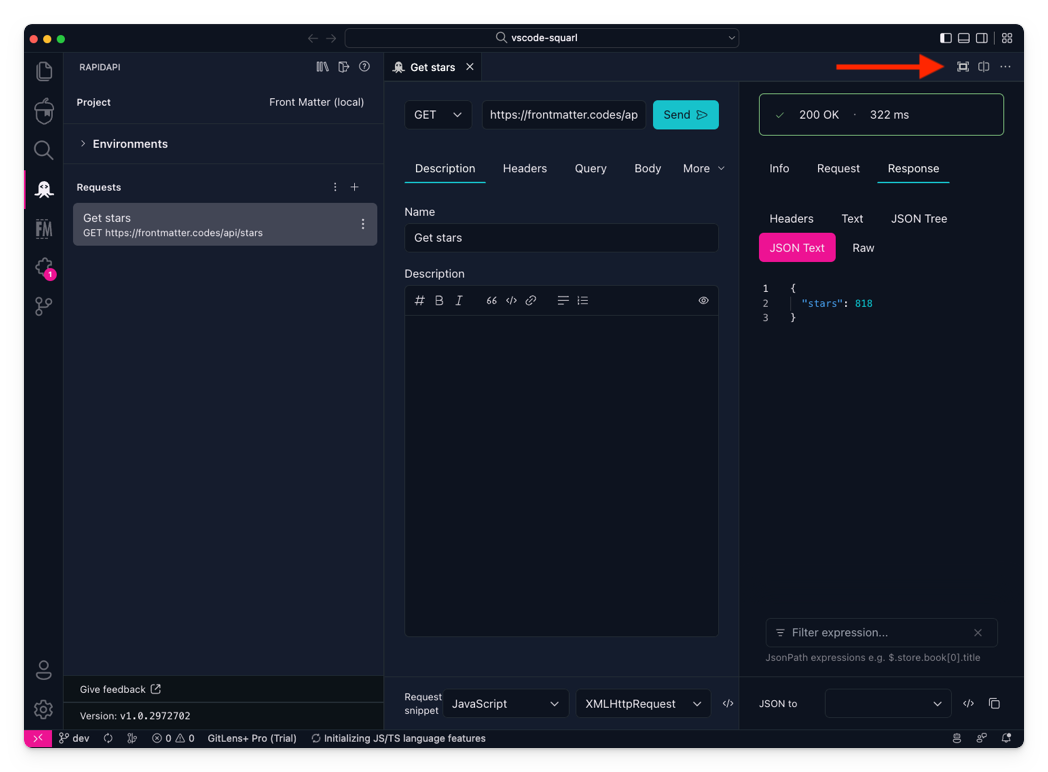 vscode-squarl
RAPIDAPI
Get stars
Project
Front Matter (local)
Environments
Requests
Get stars
GET https://frontmatter.codes/api/stars
FM
1
GET
https://frontmatter.codes/ap
Send
Description
Headers
Query
Body
More
Name
Get stars
Description
200 OK · 322 ms
Info
Request
Response
Headers
Text
JSON Tree
JSON Text
Raw
1 {
2 "stars": 818
3 }
Filter expression...
JsonPath expressions e.g. $.store.book[0].title
Give feedback
Version: v1.0.2972702
Request snippet
JavaScript
XMLHttpRequest
JSON to
dev
0
0
GitLens+ Pro (Trial)
Initializing JS/TS language features